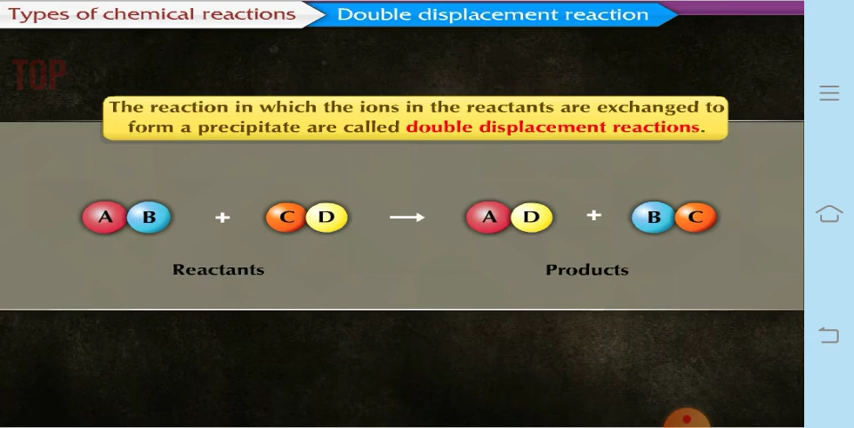 Types of chemical reactions Double displacement reaction
TOP
The reaction in which the ions in the reactants are exchanged to
form a precipitate are called double displacement reactions.
A B + C D → A D + B C
Reactants Products